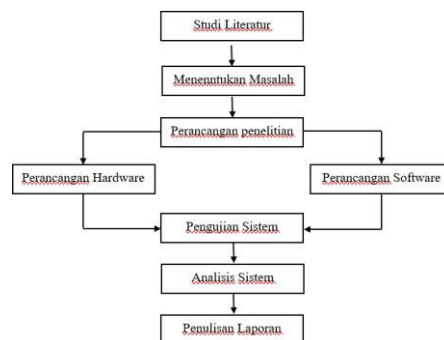 Studi Literatur
Menenntukan Masalah
Perancangan penelitian
Perancangan Hardware
Perancangan Software
Pengujian Sistem
Analisis Sistem
Penulisan Laporan